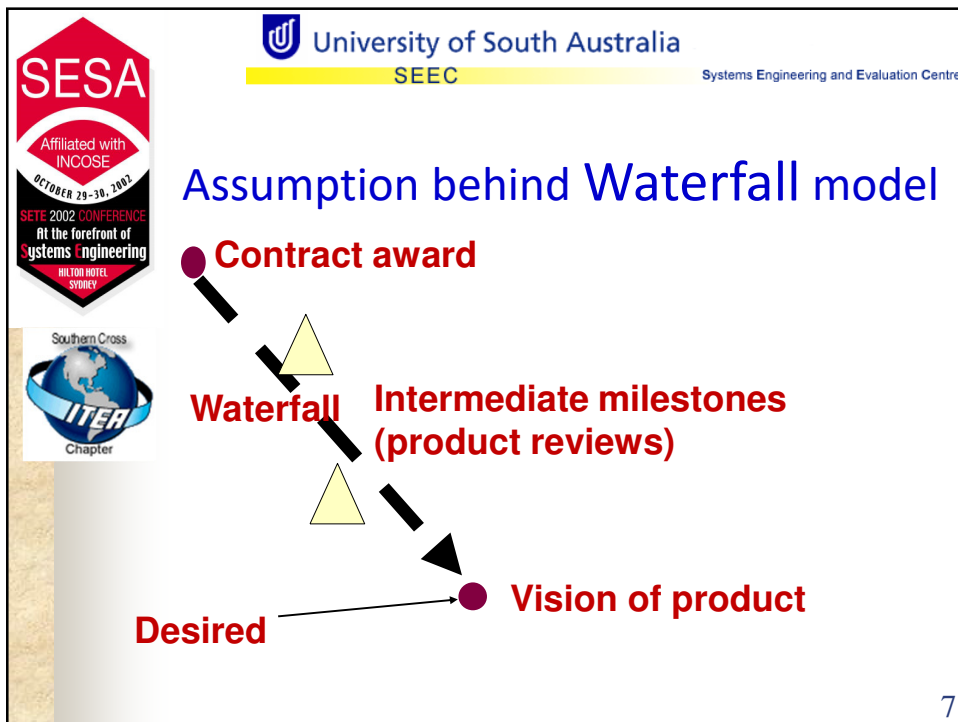 University of South Australia
SEEC
Systems Engineering and Evaluation Centre
SESA
Affiliated with
INCOSE
OCTOBER 29-30, 2002
SETE 2002 CONFERENCE
At the forefront of
Systems Engineering
HILTON HOTEL
SYDNEY
Southern Cross
ITEA
Chapter
Assumption behind Waterfall model
Contract award
Waterfall
Intermediate milestones
(product reviews)
Vision of product
Desired
7